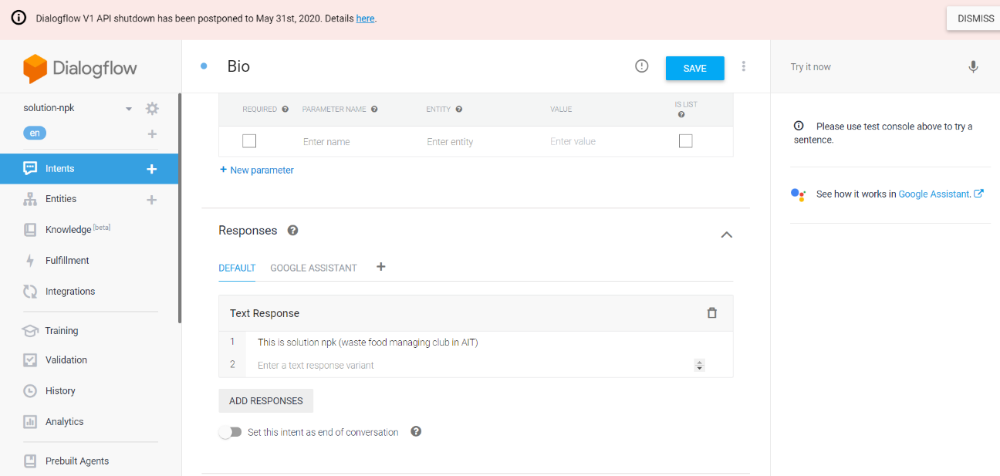 Dialogflow V1 API shutdown has been postponed to May 31st, 2020. Details here.
DISMISS
Dialogflow
solution-npk
en
Intents
Entities
Knowledge [beta]
Fulfillment
Integrations
Training
Validation
History
Analytics
Prebuilt Agents
Bio
SAVE
REQUIRED PARAMETER NAME ENTITY VALUE IS LIST
Enter name Enter entity Enter value
+ New parameter
Responses
DEFAULT GOOGLE ASSISTANT +
Text Response
1 This is solution npk (waste food managing club in AIT)
2 Enter a text response variant
ADD RESPONSES
Set this intent as end of conversation
Try it now
Please use test console above to try a
sentence.
See how it works in Google Assistant.